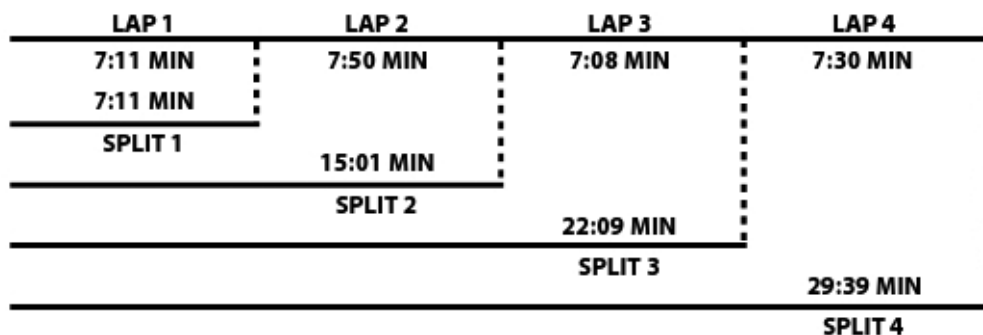 LAP 1 LAP 2 LAP 3 LAP 4
7:11 MIN 7:50 MIN 7:08 MIN 7:30 MIN
7:11 MIN
SPLIT 1
15:01 MIN
SPLIT 2
22:09 MIN
SPLIT 3
29:39 MIN
SPLIT 4